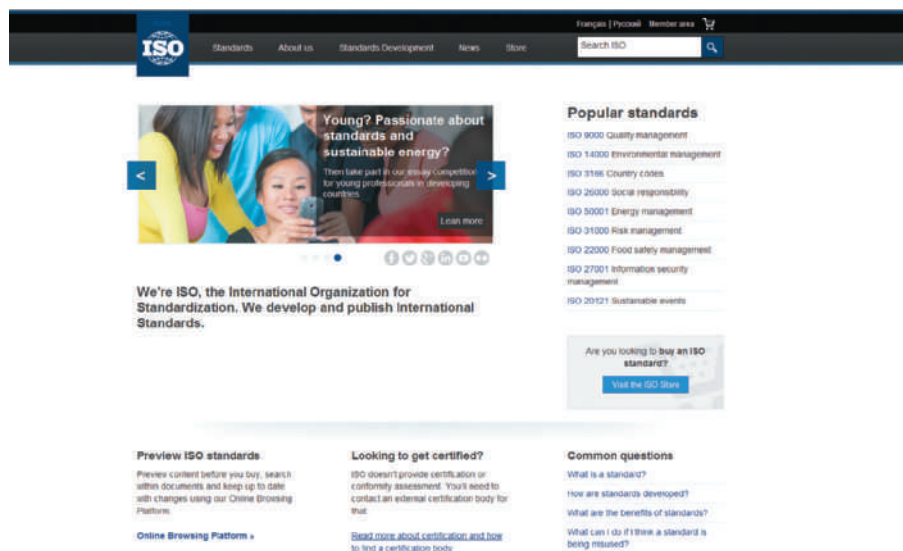 Français | Русский Member area
ISO
Standards About us Standards Development News Store
Search ISO
Young? Passionate about
standards and
sustainable energy?
Then take part in our essay competition
for young professionals in developing
countries
Learn more
< >
We're ISO, the International Organization for
Standardization. We develop and publish International
Standards.
Popular standards
ISO 9000 Quality management
ISO 14000 Environmental management
ISO 3166 Country codes
ISO 26000 Social responsibility
ISO 50001 Energy management
ISO 31000 Risk management
ISO 22000 Food safety management
ISO 27001 Information security
management
ISO 20121 Sustainable events
Are you looking to buy an ISO
standard?
Visit the ISO Store
Preview ISO standards
Preview content before you buy, search
within documents and keep up to date
with changes using our Online Browsing
Platform.
Online Browsing Platform »
Looking to get certified?
ISO doesn't provide certification or
conformity assessment. You'll need to
contact an external certification body for
that.
Read more about certification and how
to find a certification body
Common questions
What is a standard?
How are standards developed?
What are the benefits of standards?
What can I do if I think a standard is
being misused?